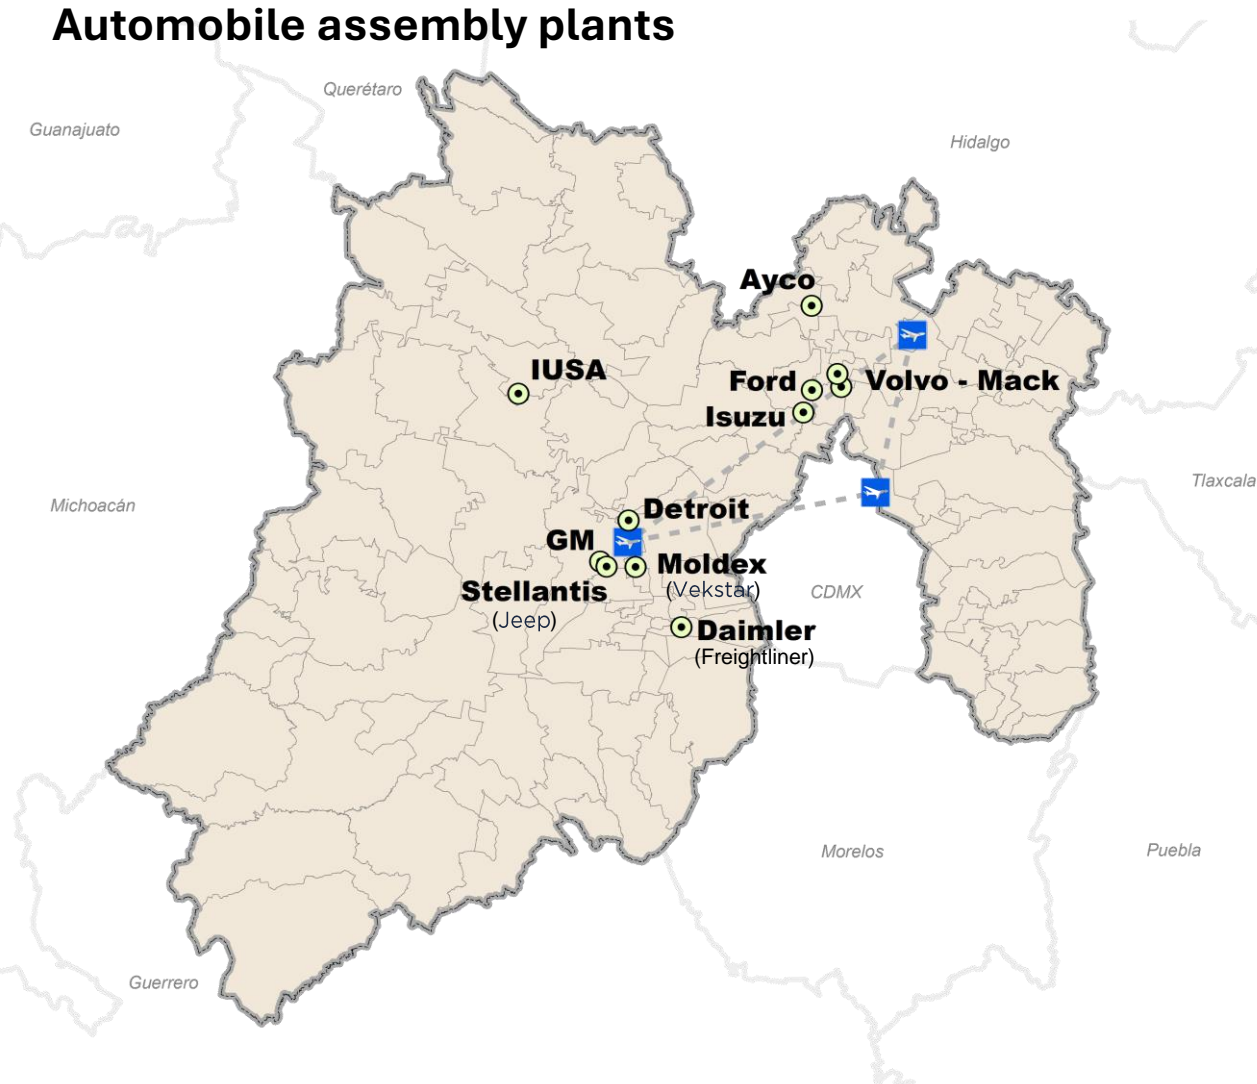 Automobile assembly plants
Querétaro
Guanajuato
Hidalgo
Ayco
IUSA
Ford
Volvo - Mack
Isuzu
Tlaxcala
Michoacán
Detroit
GM
Moldex
(Vekstar)
Stellantis
(Jeep)
CDMX
Daimler
(Freightliner)
Morelos
Puebla
Guerrero